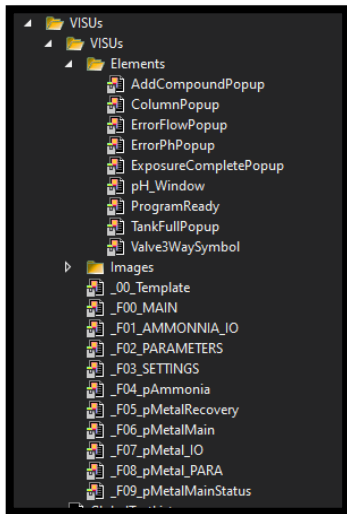 VISUs
VISUs
Elements
AddCompoundPopup
ColumnPopup
ErrorFlowPopup
ErrorPhPopup
ExposureCompletePopup
pH_Window
ProgramReady
TankFullPopup
Valve3WaySymbol
Images
_00_Template
_F00_MAIN
_F01_AMMONNIA_IO
_F02_PARAMETERS
_F03_SETTINGS
_F04_pAmmonia
_F05_pMetalRecovery
_F06_pMetalMain
_F07_pMetal_IO
_F08_pMetal_PARA
_F09_pMetalMainStatus